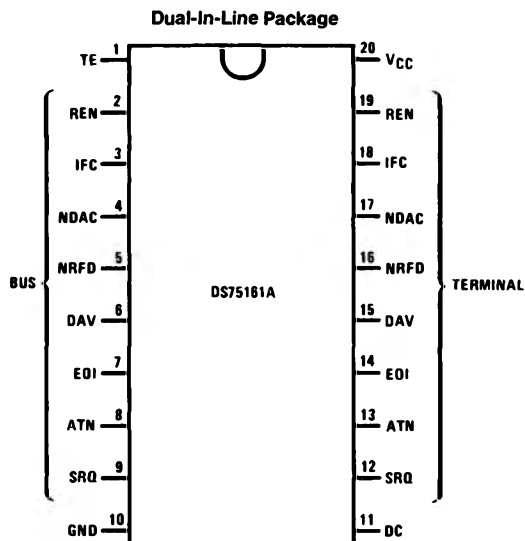 Dual-In-Line Package
TE 1 20 VCC
REN 2 19 REN
IFC 3 18 IFC
NDAC 4 17 NDAC
NRFD 5 16 NRFD
BUS DS75161A TERMINAL
DAV 6 15 DAV
EOI 7 14 EOI
ATN 8 13 ATN
SRQ 9 12 SRQ
GND 10 11 DC